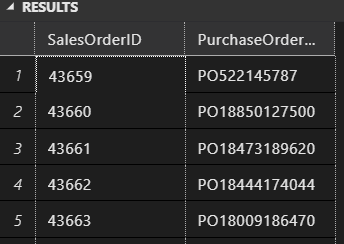 RESULTS
SalesOrderID PurchaseOrder...
1 43659 PO522145787
2 43660 PO18850127500
3 43661 PO18473189620
4 43662 PO18444174044
5 43663 PO18009186470